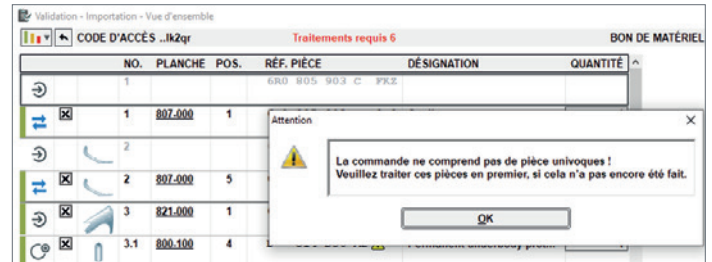 Validation - Importation - Vue d'ensemble
CODE D'ACCÈS ..lk2qr Traitements requis 6 BON DE MATÉRIEL
NO. PLANCHE POS. RÉF. PIÈCE DÉSIGNATION QUANTITÉ
1 6R0 805 903 C FKZ
1 807-000 1
Attention
2
La commande ne comprend pas de pièce univoques !
Veuillez traiter ces pièces en premier, si cela n'a pas encore été fait.
2 807-000 5
3 821-000 1
OK
3.1 800.100 4